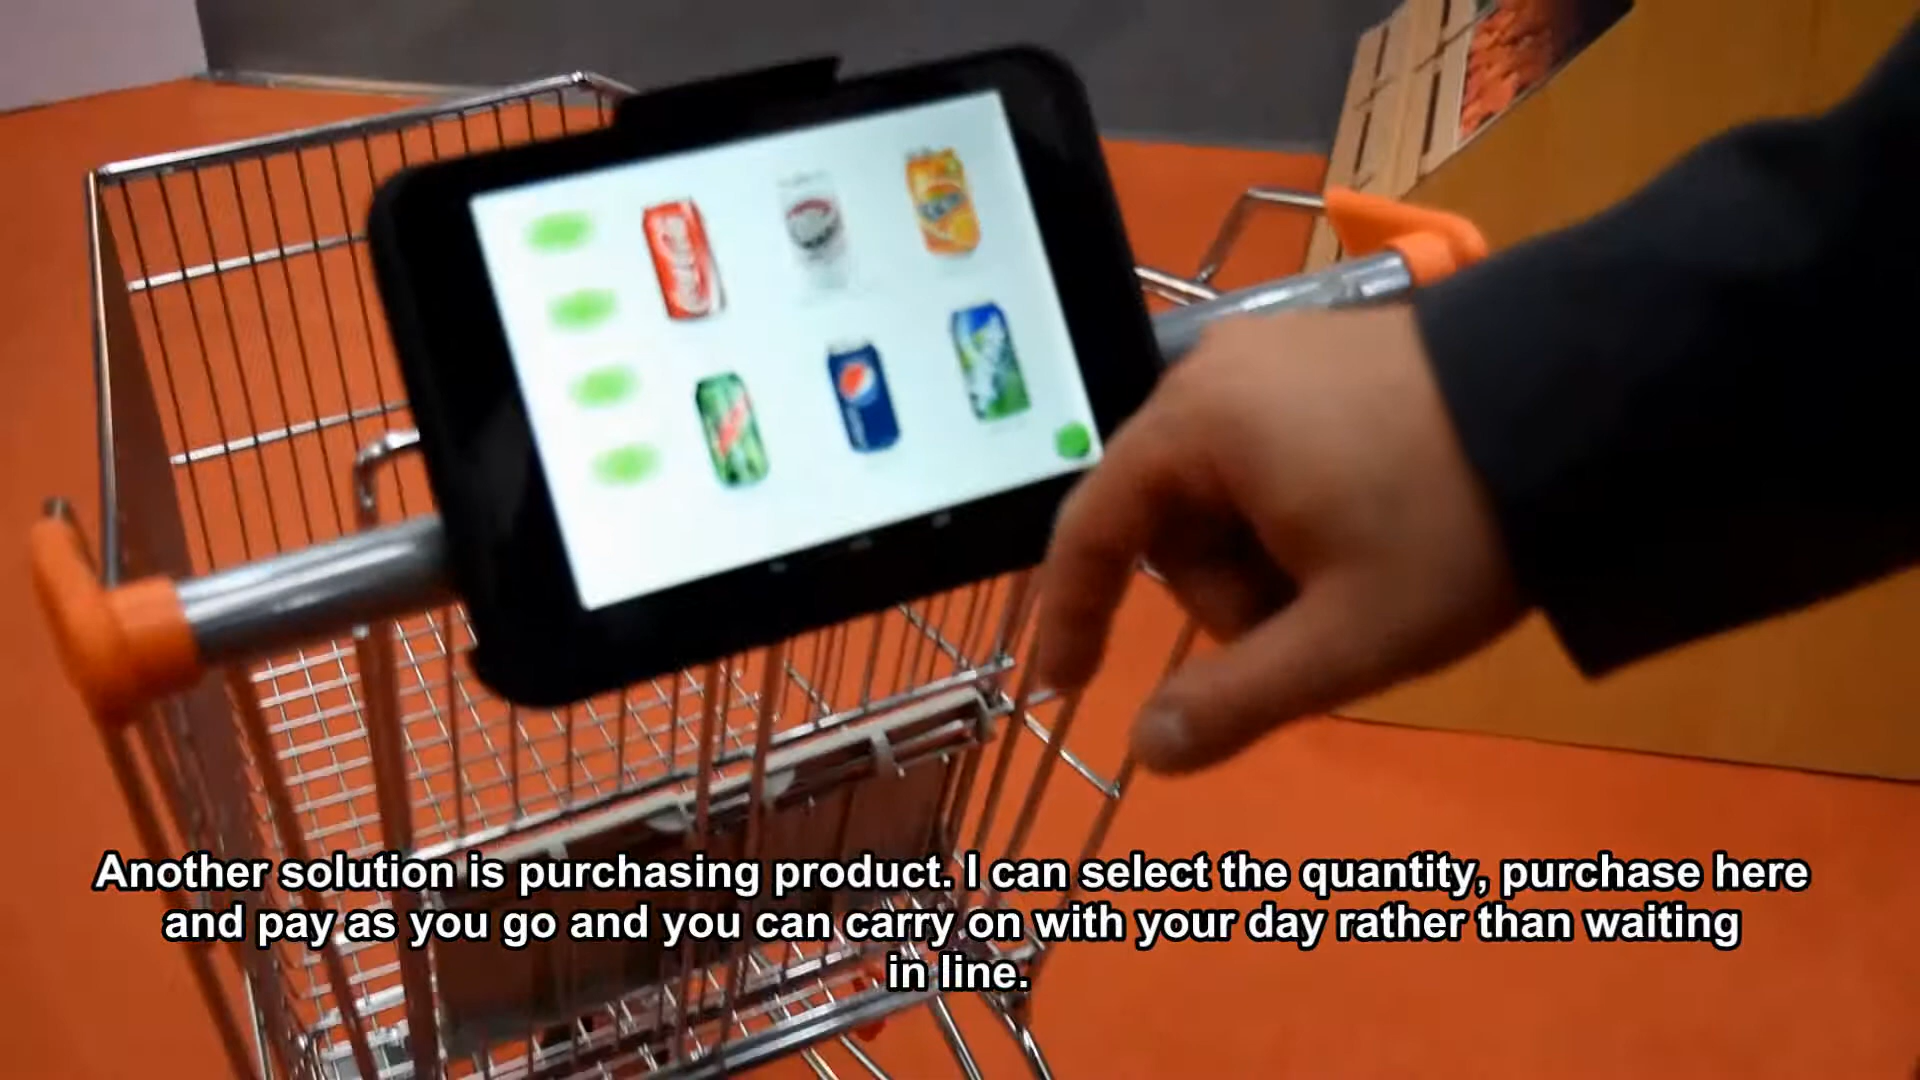 Another solution is purchasing product. I can select the quantity, purchase here
and pay as you go and you can carry on with your day rather than waiting
in line.